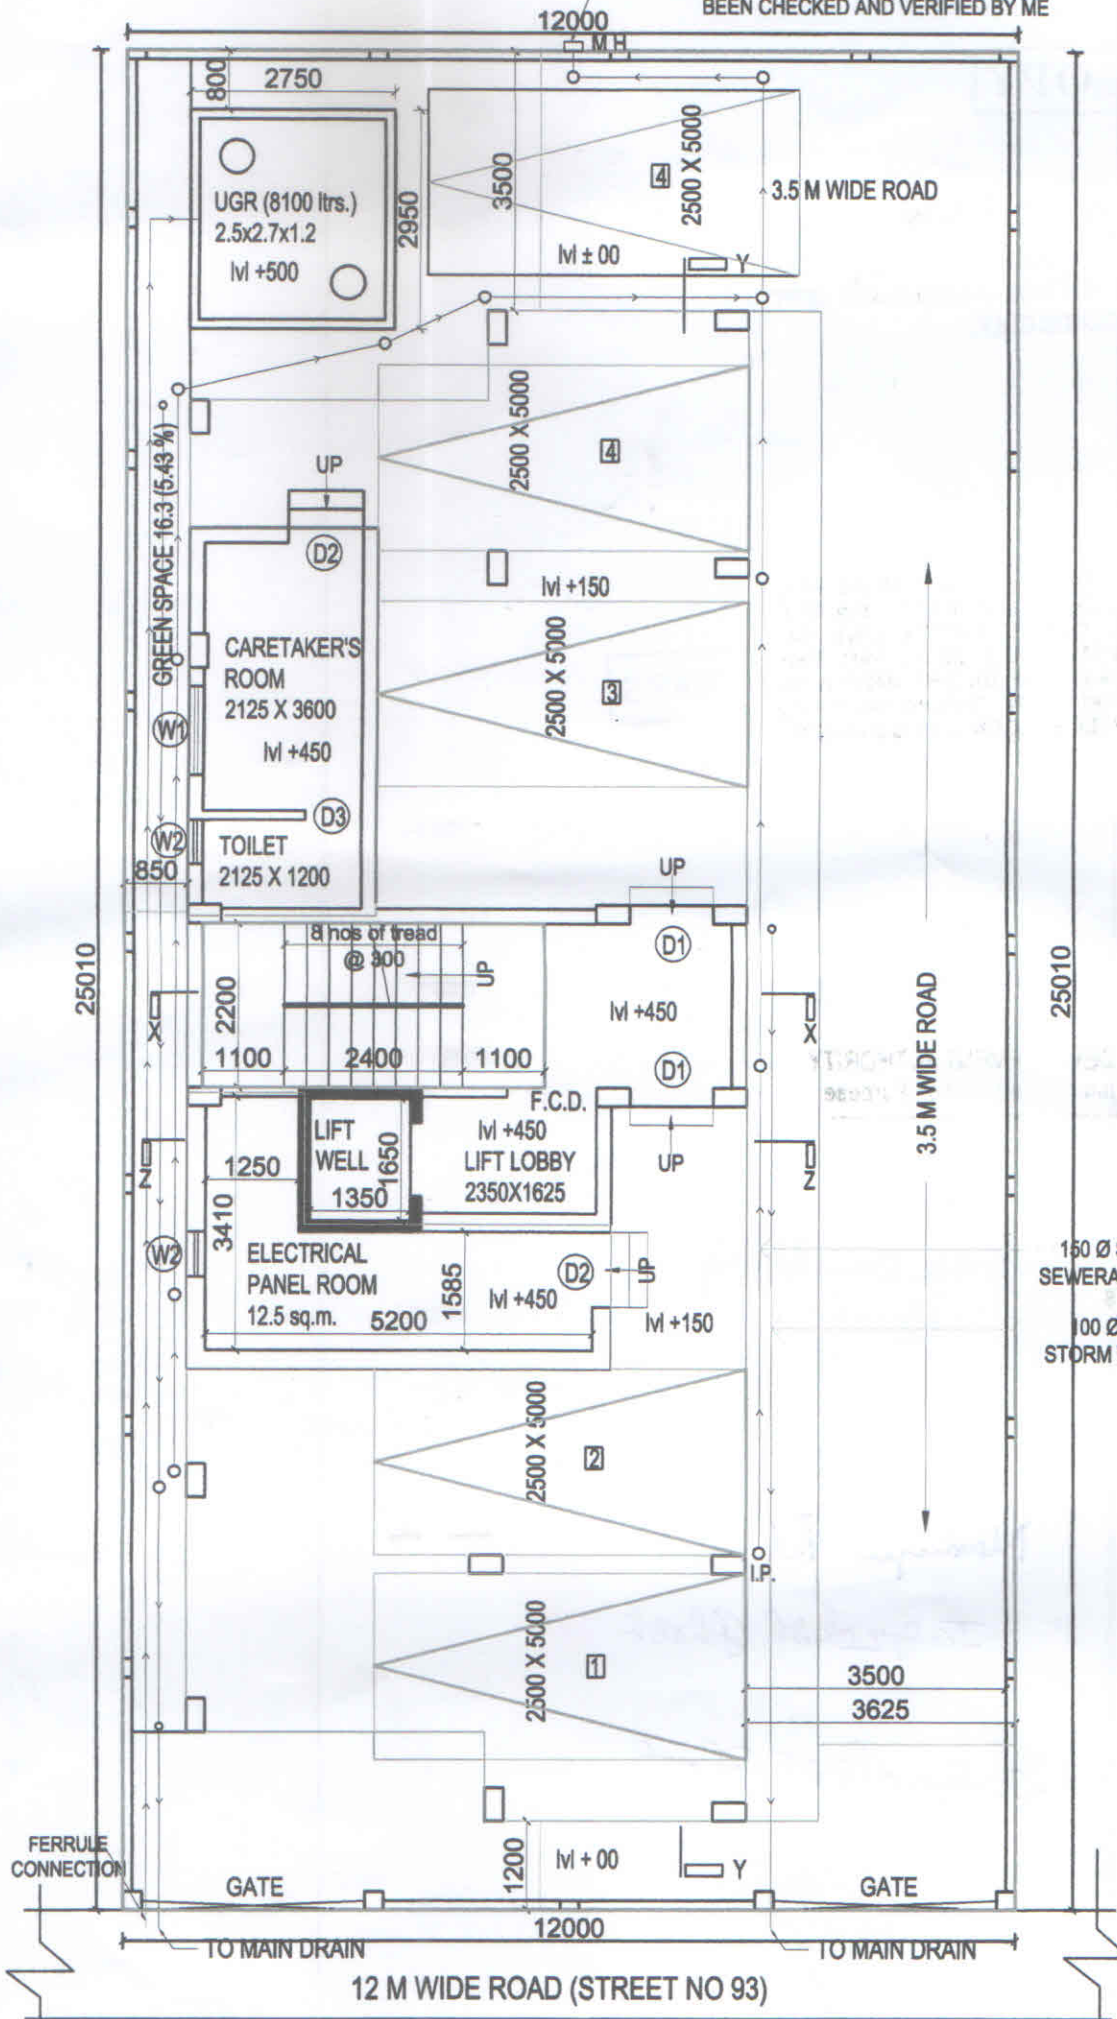 BEEN CHECKED AND VERIFIED BY ME
12000
M.H
800
2750
UGR (8100 ltrs.)
2.5x2.7x1.2
lvl +500
2950
3500
4
2500 X 5000
3.5 M WIDE ROAD
lvl ± 00
Y
GREEN SPACE 16.3 (5.43 %)
2500 X 5000
4
UP
D2
lvl +150
CARETAKER'S
ROOM
2125 X 3600
lvl +450
2500 X 5000
3
W1
D3
W2
TOILET
2125 X 1200
850
UP
8 nos of tread
@ 300
UP
D1
25010
25010
2200
lvl +450
X
X
3.5 M WIDE ROAD
1100
2400
1100
D1
F.C.D.
LIFT
WELL
1650
lvl +450
LIFT LOBBY
2350X1625
UP
Z
Z
1250
1350
3410
W2
ELECTRICAL
PANEL ROOM
12.5 sq.m.
1585
D2
UP
lvl +450
5200
lvl +150
150 Ø
SEWERA
100 Ø
STORM
2500 X 5000
2
I.P.
2500 X 5000
1
3500
3625
FERRULE
CONNECTION
1200
lvl + 00
Y
GATE
GATE
12000
TO MAIN DRAIN
TO MAIN DRAIN
12 M WIDE ROAD (STREET NO 93)